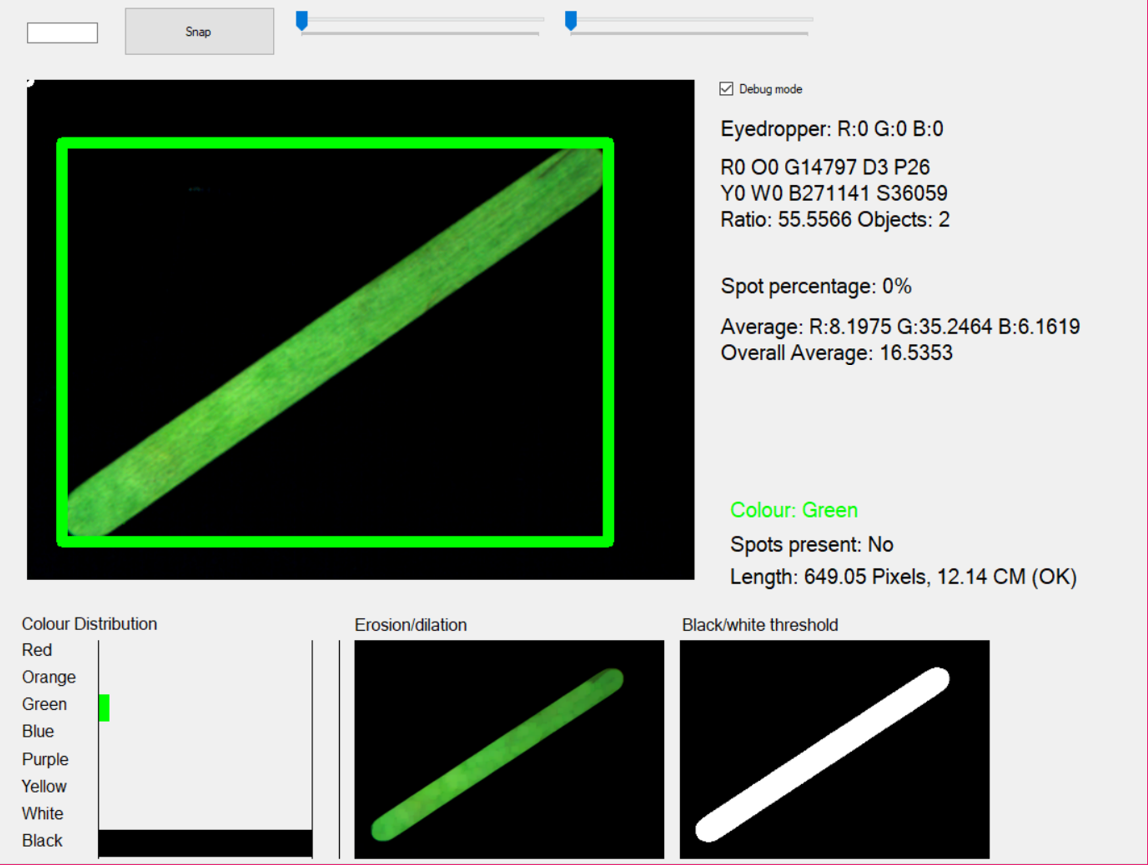 Snap
Debug mode
Eyedropper: R:0 G:0 B:0
R0 O0 G14797 D3 P26
Y0 W0 B271141 S36059
Ratio: 55.5566 Objects: 2
Spot percentage: 0%
Average: R:8.1975 G:35.2464 B:6.1619
Overall Average: 16.5353
Colour: Green
Spots present: No
Length: 649.05 Pixels, 12.14 CM (OK)
Colour Distribution
Red
Orange
Green
Blue
Purple
Yellow
White
Black
Erosion/dilation
Black/white threshold